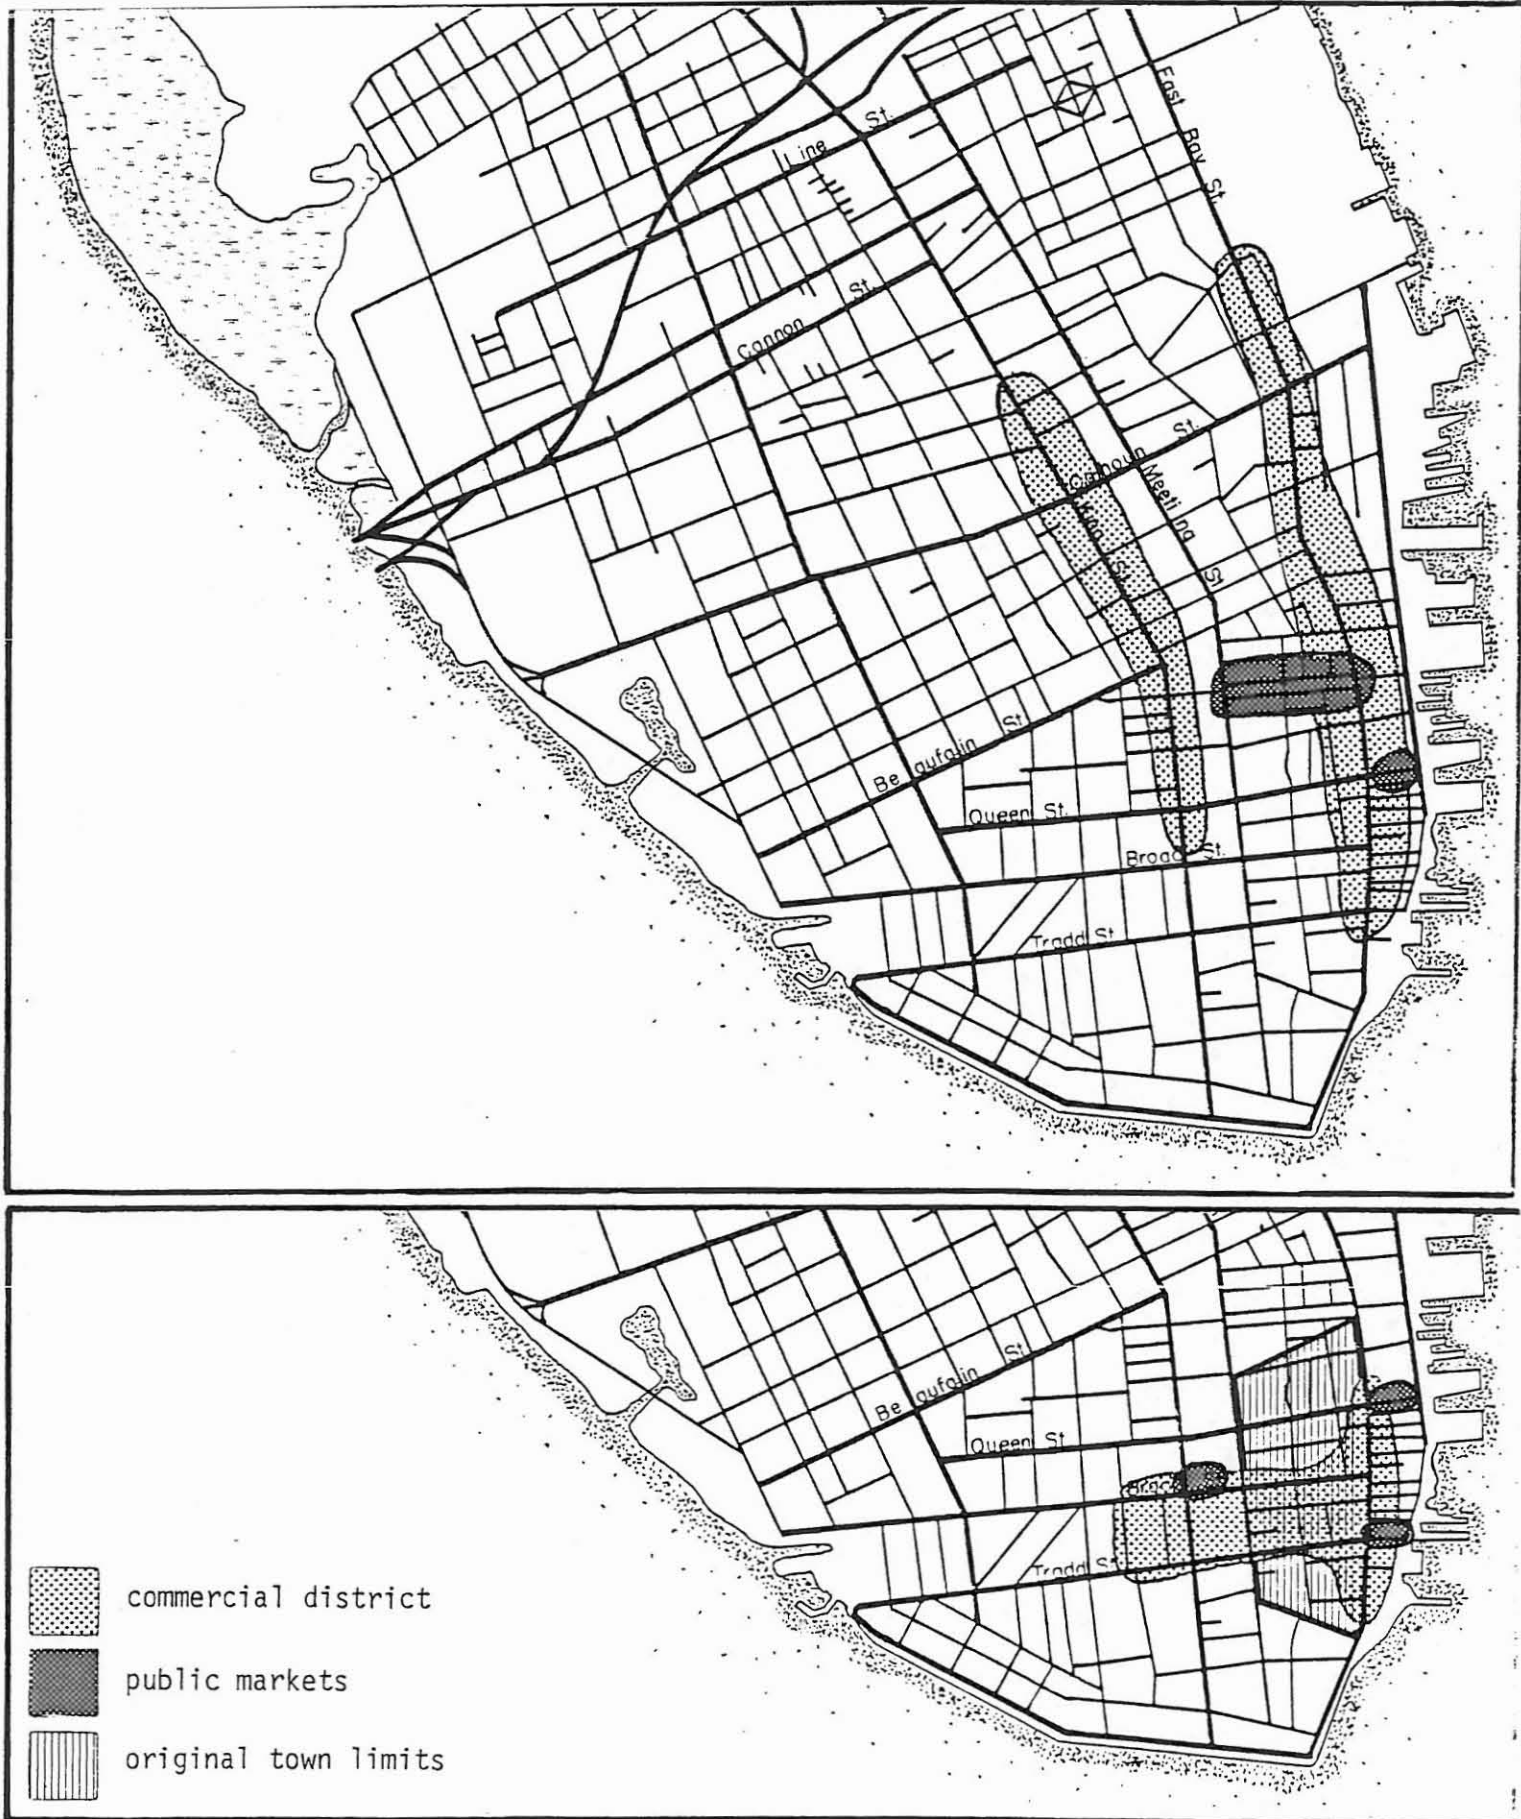 East Bay St.
Line St.
Cannon St.
Calhoun St.
King St.
Meeting St
Beaufain St.
Queen St.
Broad St.
Tradd St.
Beaufain St.
Queen St.
Tradd St.
commercial district
public markets
original town limits